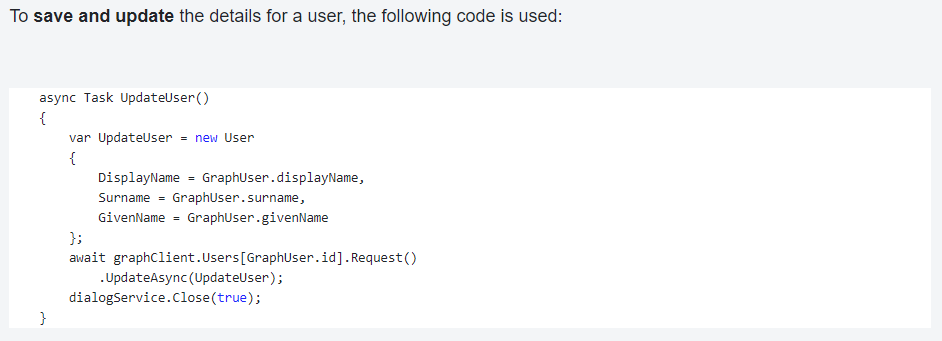 To save and update the details for a user, the following code is used:
async Task UpdateUser()
{
    var UpdateUser = new User
    {
        DisplayName = GraphUser.displayName,
        Surname = GraphUser.surname,
        GivenName = GraphUser.givenName
    };
    await graphClient.Users[GraphUser.id].Request()
        .UpdateAsync(UpdateUser);
    dialogService.Close(true);
}